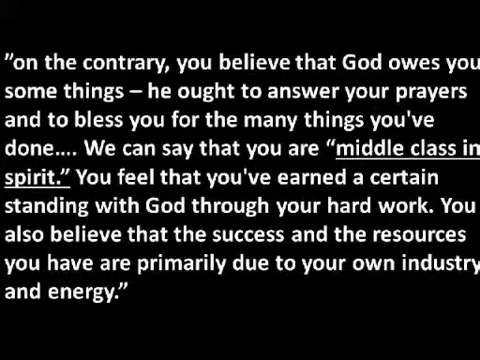 ”on the contrary, you believe that God owes you
some things – he ought to answer your prayers
and to bless you for the many things you've
done…. We can say that you are “middle class in
spirit.” You feel that you've earned a certain
standing with God through your hard work. You
also believe that the success and the resources
you have are primarily due to your own industry
and energy.”